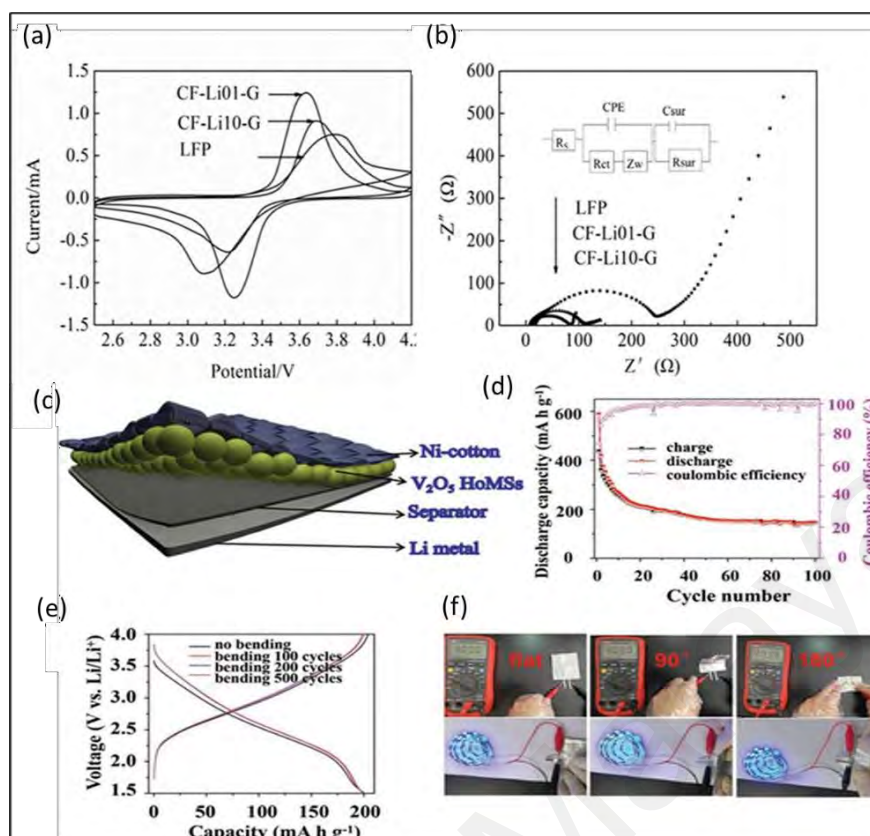 (a)
1.5
1.0
0.5
0.0
-0.5
-1.0
-1.5
Current/mA
CF-Li01-G
CF-Li10-G
LFP
2.6 2.8 3.0 3.2 3.4 3.6 3.8 4.0 4.2
Potential/V
(b)
600
500
400
300
200
100
0
-Z″ (Ω)
CPE
Csur
Rs
Rct
Zw
Rsur
LFP
CF-Li01-G
CF-Li10-G
0 100 200 300 400 500
Z′ (Ω)
(c)
Ni-cotton
V₂O₅ HoMSs
Separator
Li metal
(d)
Discharge capacity (mA h g⁻¹)
600
400
200
0
charge
discharge
coulombic efficiency
100
80
60
40
20
0
Coulombic efficiency (%)
0 20 40 60 80 100
Cycle number
(e)
Voltage (V vs. Li/Li⁺)
4.0
3.5
3.0
2.5
2.0
1.5
no bending
bending 100 cycles
bending 200 cycles
bending 500 cycles
0 50 100 150 200
Capacity (mA h g⁻¹)
(f)
flat
90°
180°